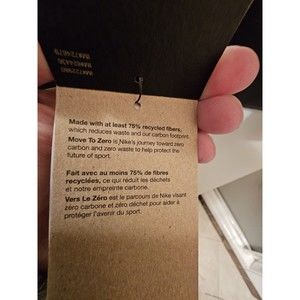 Made with at least 75% recycled fibers,
which reduces waste and our carbon footprint.
Move To Zero is Nike's journey toward zero
carbon and zero waste to help protect the
future of sport.
Fait avec au moins 75% de fibres
recyclées, ce qui réduit les déchets
et notre empreinte carbone.
Vers Le Zéro est le parcours de Nike visant
zéro carbone et zéro déchet pour aider à
protéger l'avenir du sport.